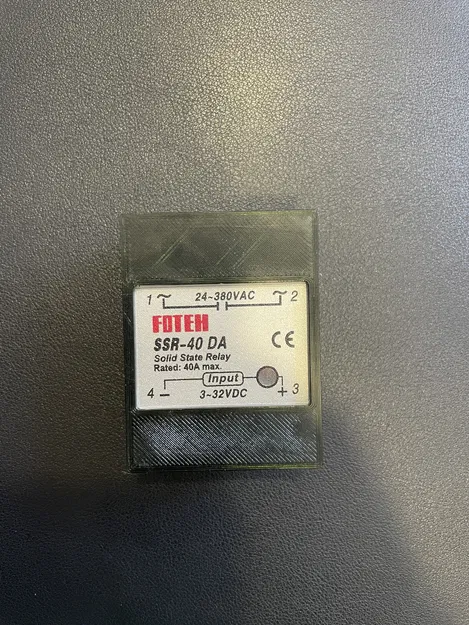 1 ~ 24~380VAC ~ 2
FOTEH
CE
SSR-40 DA
Solid State Relay
Rated: 40A max.
Input
4 − 3~32VDC + 3